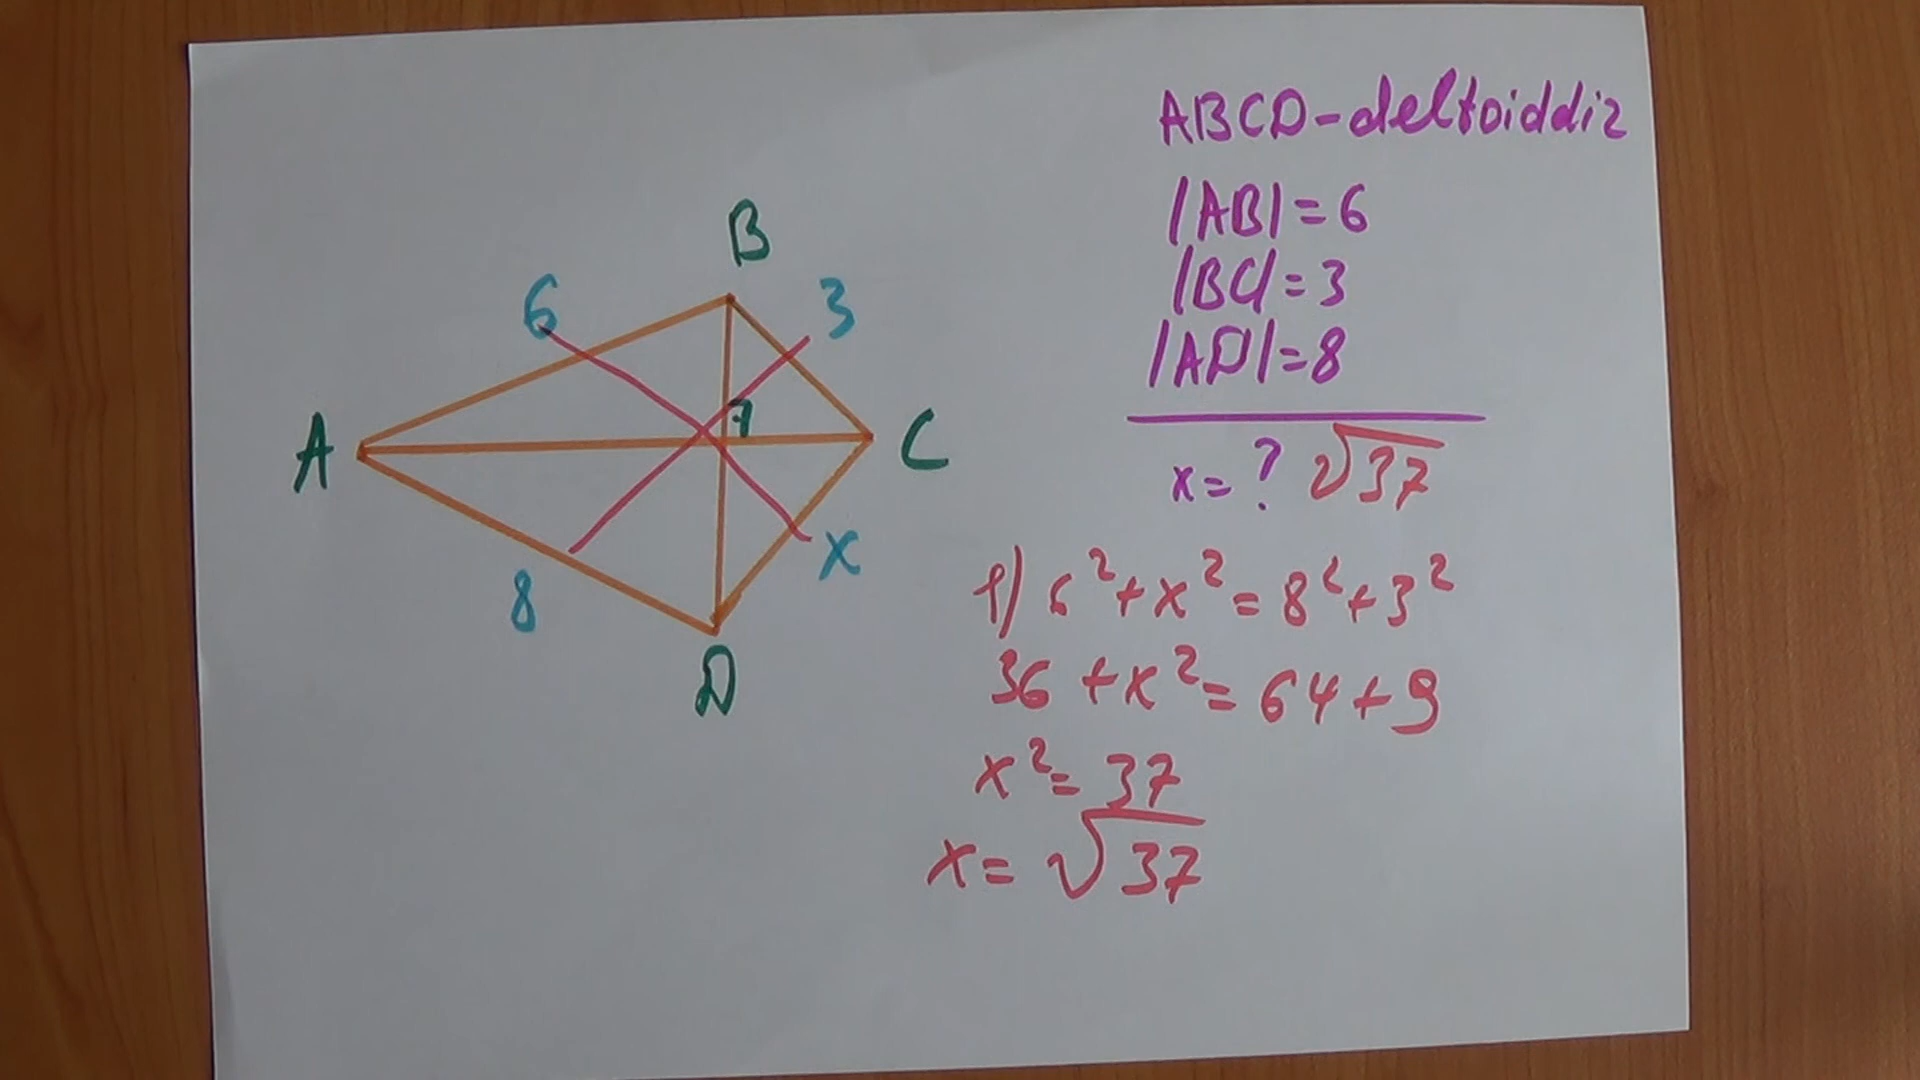 ABCD-deltoiddir
|AB|=6
|BC|=3
|AD|=8
x=? √37
B
6
3
A
C
8
x
D
1) 6²+x²=8²+3²
36+x²=64+9
x²=37
x=√37